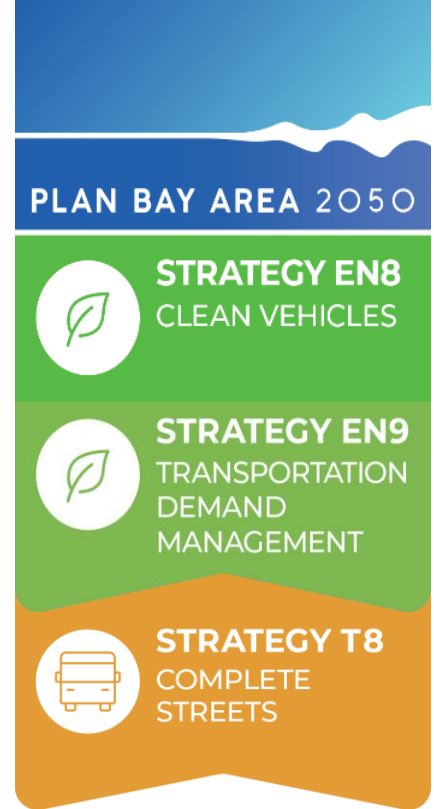 PLAN BAY AREA 2050
STRATEGY EN8
CLEAN VEHICLES
STRATEGY EN9
TRANSPORTATION
DEMAND
MANAGEMENT
STRATEGY T8
COMPLETE
STREETS